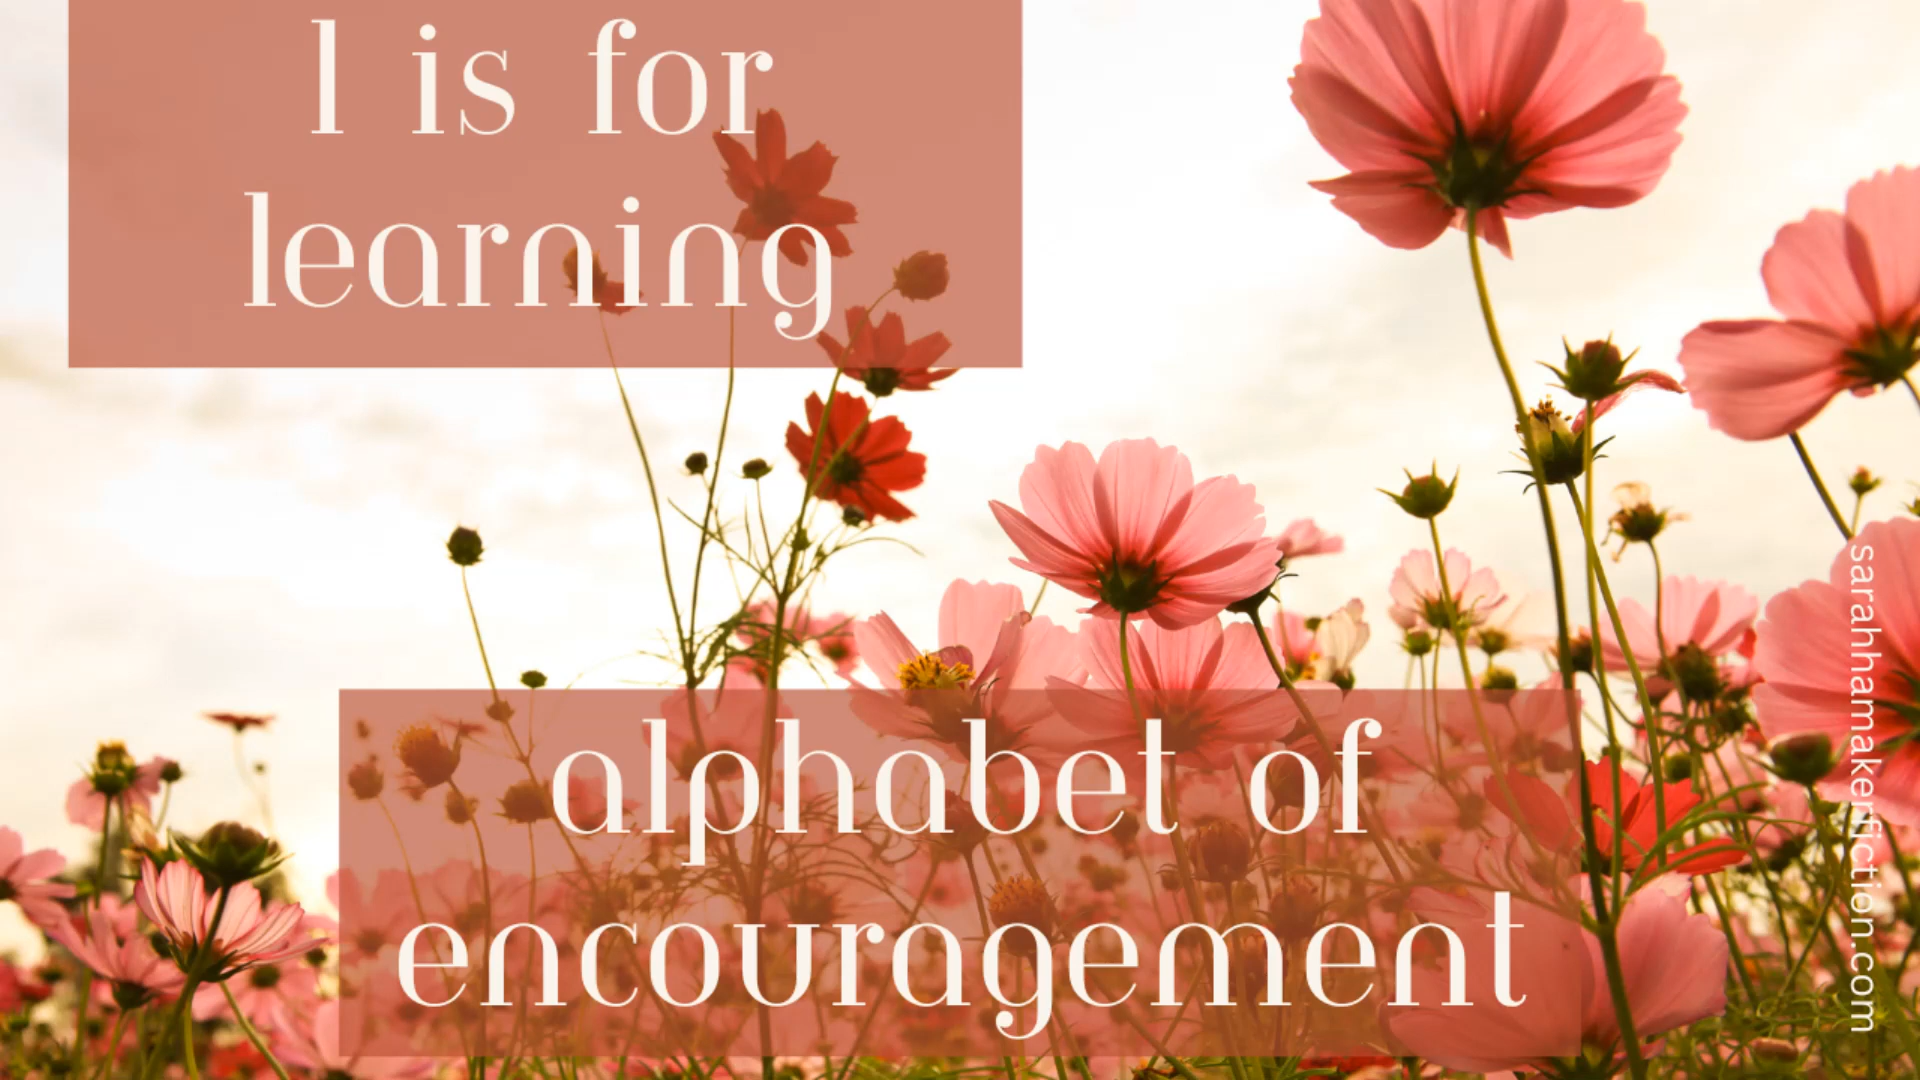 l is for
learning
alphabet of
encouragement
sarahhamakerfiction.com